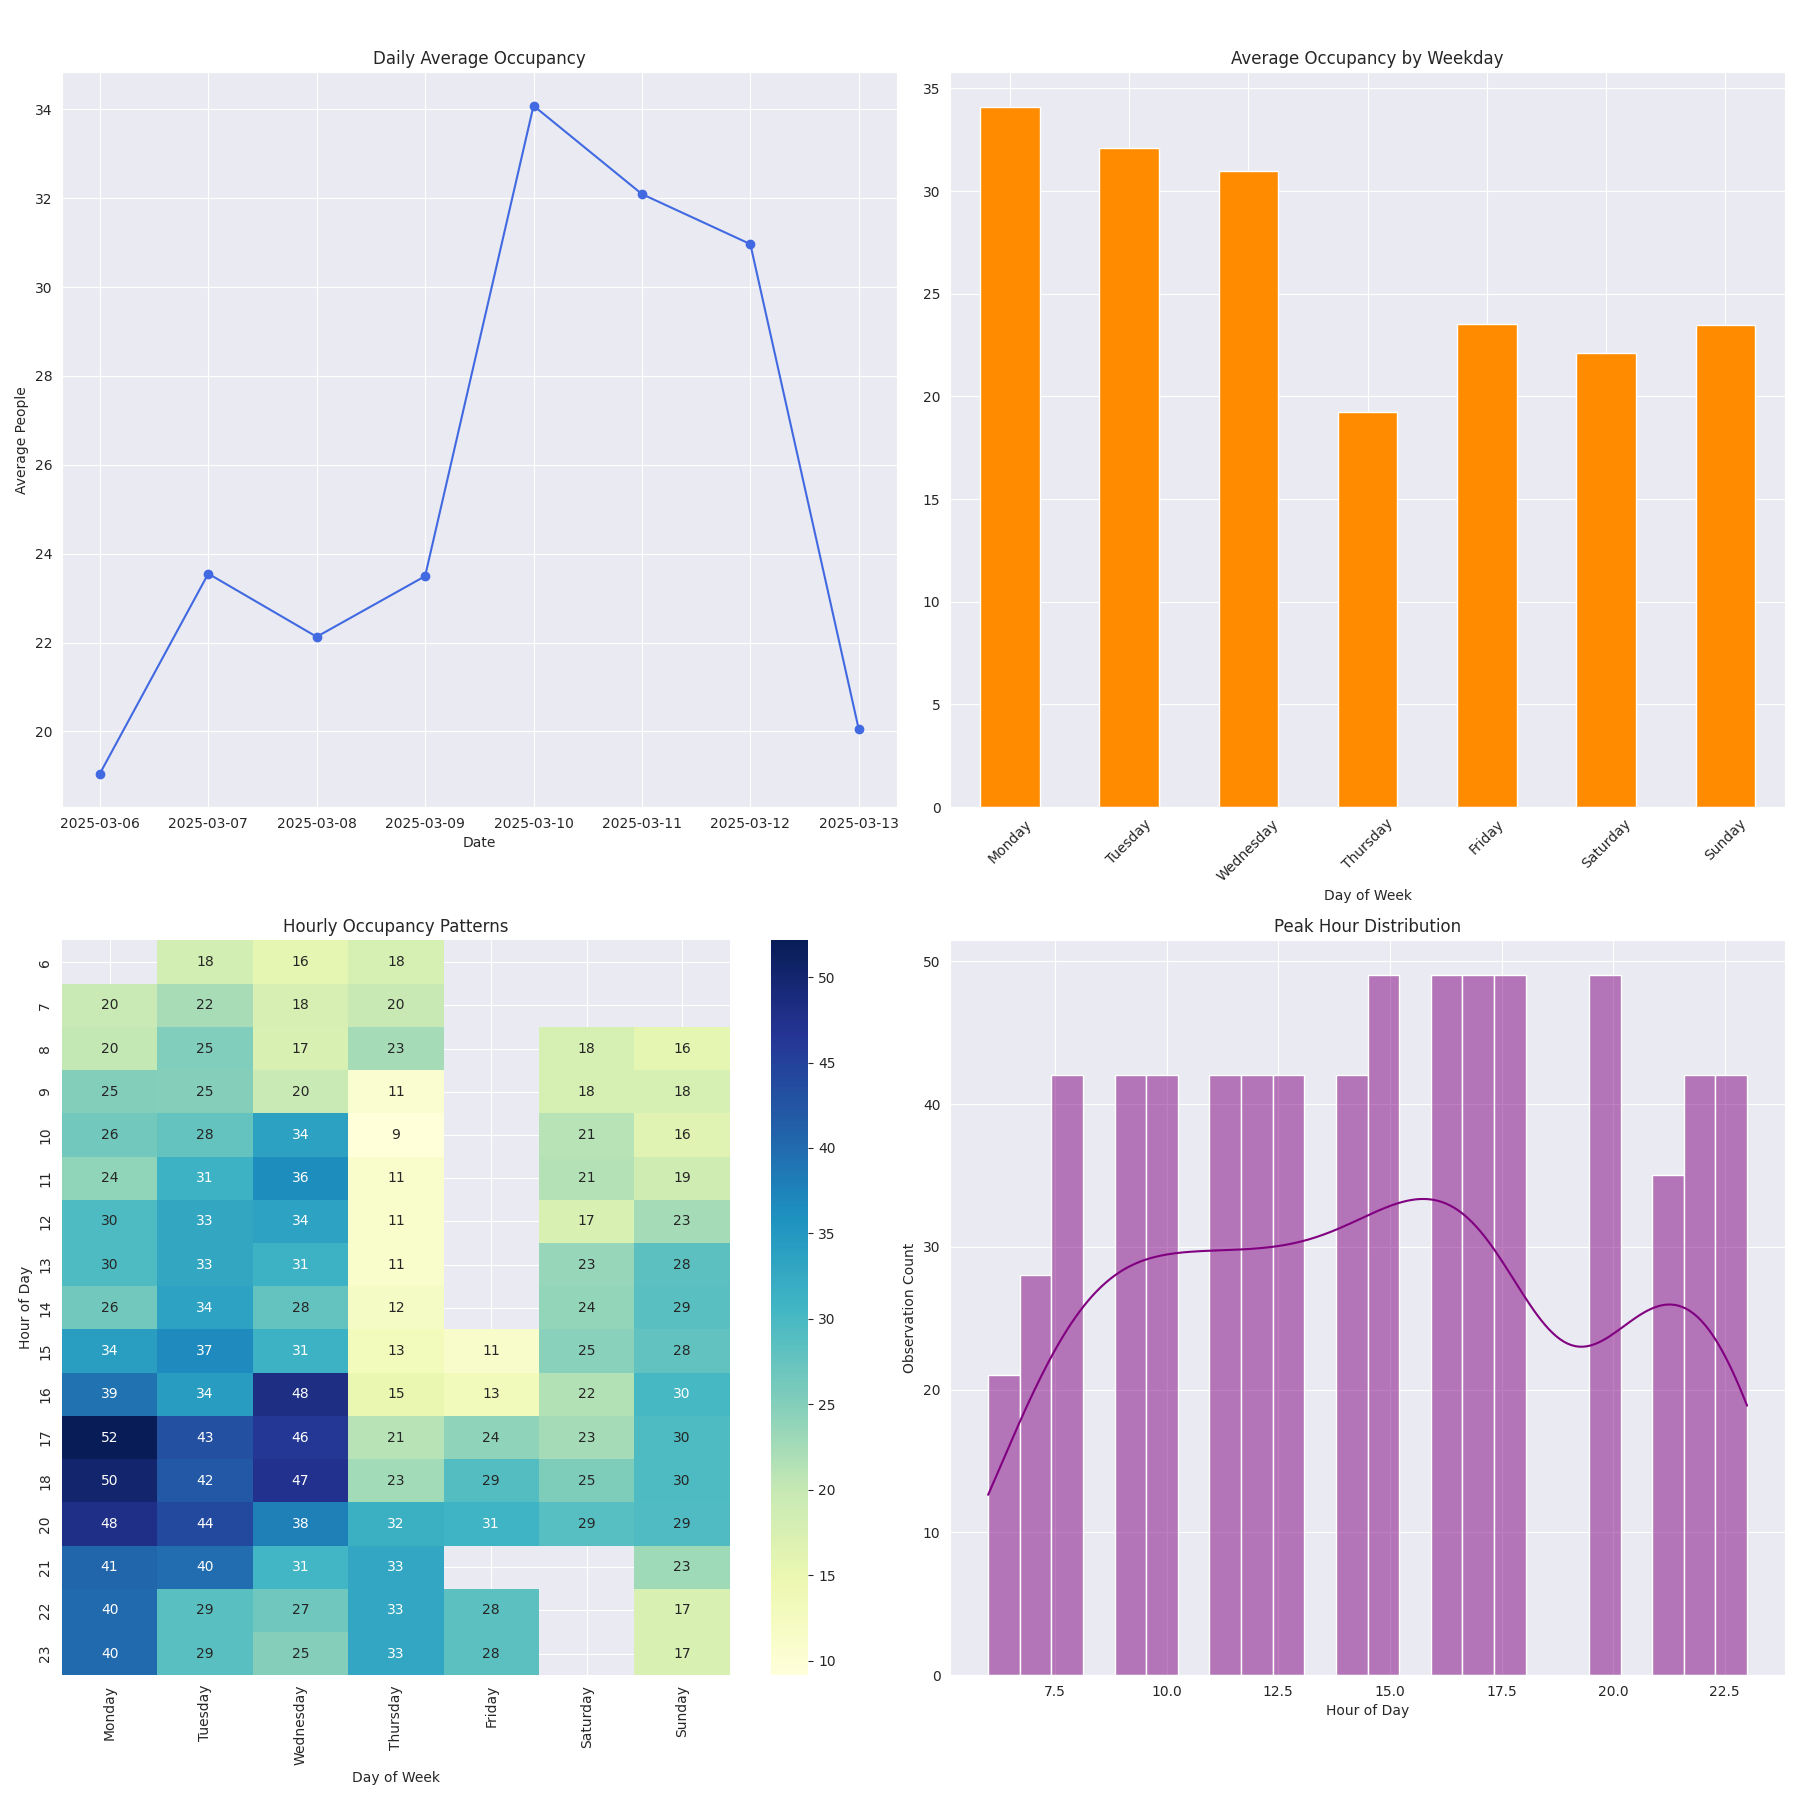 Daily Average Occupancy
Average People
34
32
30
28
26
24
22
20
2025-03-06 2025-03-07 2025-03-08 2025-03-09 2025-03-10 2025-03-11 2025-03-12 2025-03-13
Date
Average Occupancy by Weekday
35
30
25
20
15
10
5
0
Monday Tuesday Wednesday Thursday Friday Saturday Sunday
Day of Week
Hourly Occupancy Patterns
Hour of Day
6 18 16 18
7 20 22 18 20
8 20 25 17 23 18 16
9 25 25 20 11 18 18
10 26 28 34 9 21 16
11 24 31 36 11 21 19
12 30 33 34 11 17 23
13 30 33 31 11 23 28
14 26 34 28 12 24 29
15 34 37 31 13 11 25 28
16 39 34 48 15 13 22 30
17 52 43 46 21 24 23 30
18 50 42 47 23 29 25 30
20 48 44 38 32 31 29 29
21 41 40 31 33 23
22 40 29 27 33 28 17
23 40 29 25 33 28 17
Monday Tuesday Wednesday Thursday Friday Saturday Sunday
Day of Week
50
45
40
35
30
25
20
15
10
Peak Hour Distribution
Observation Count
50
40
30
20
10
0
7.5 10.0 12.5 15.0 17.5 20.0 22.5
Hour of Day